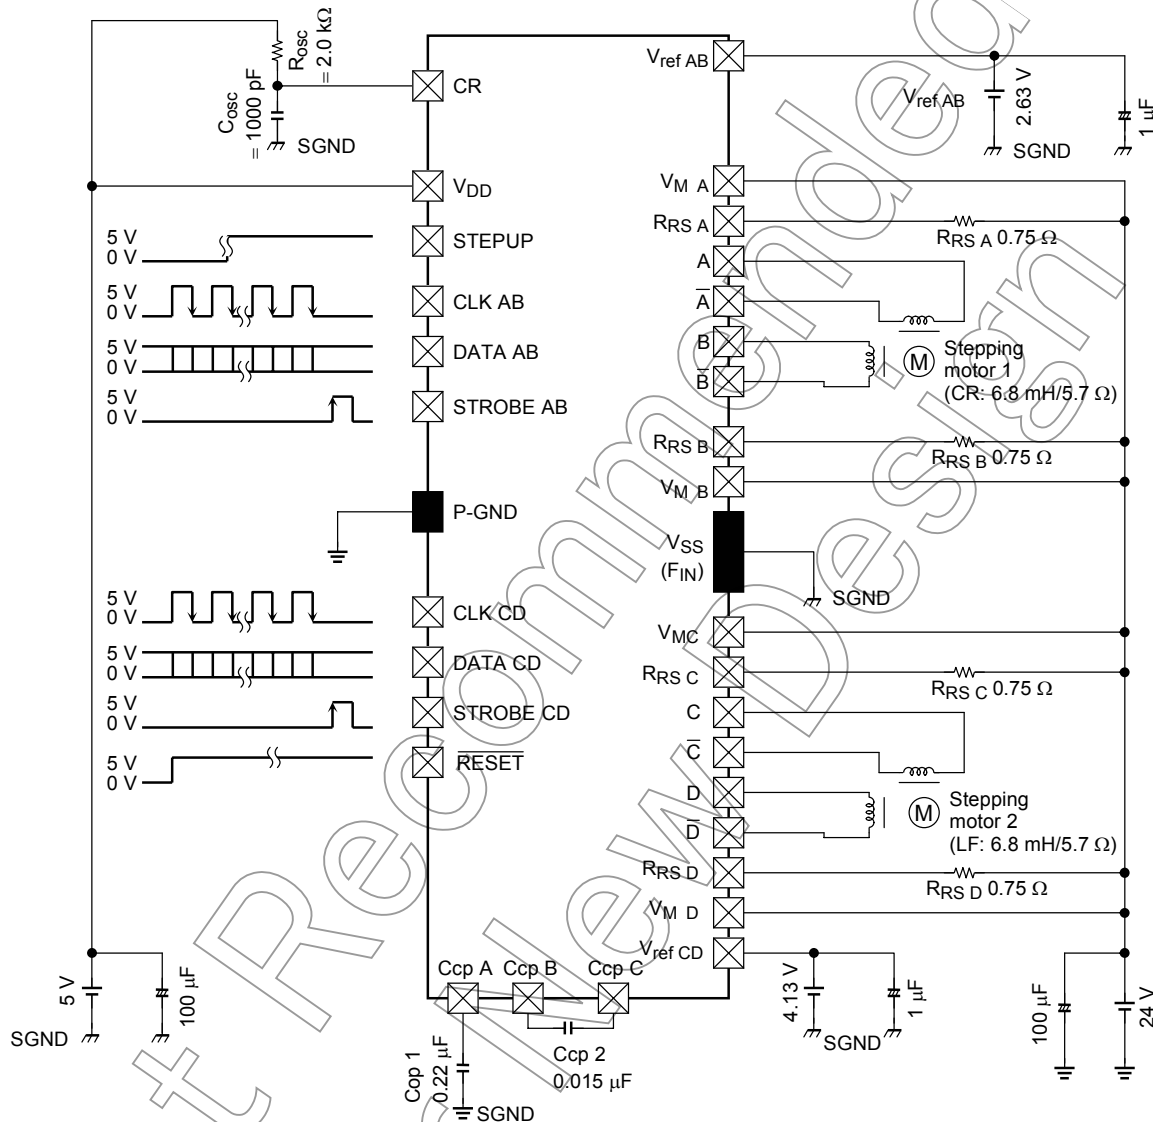 Rosc
= 2.0 kΩ
Cosc
= 1000 pF
SGND
CR
VDD
5 V
0 V
STEPUP
5 V
0 V
CLK AB
5 V
0 V
DATA AB
5 V
0 V
STROBE AB
P-GND
5 V
0 V
CLK CD
5 V
0 V
DATA CD
5 V
0 V
STROBE CD
5 V
0 V
RESET
5 V
100 μF
SGND
Ccp A
Ccp B
Ccp C
Cop 1
0.22 μF
SGND
Ccp 2
0.015 μF
Vref AB
Vref AB
2.63 V
SGND
1 μF
VM A
RRS A
RRS A 0.75 Ω
A
A
B
B
M
Stepping
motor 1
(CR: 6.8 mH/5.7 Ω)
RRS B
RRS B 0.75 Ω
VM B
VSS
(FIN)
SGND
VMC
RRS C
RRS C 0.75 Ω
C
C
D
D
M
Stepping
motor 2
(LF: 6.8 mH/5.7 Ω)
RRS D
RRS D 0.75 Ω
VM D
Vref CD
4.13 V
1 μF
SGND
100 μF
24 V
t Recommended
New Design